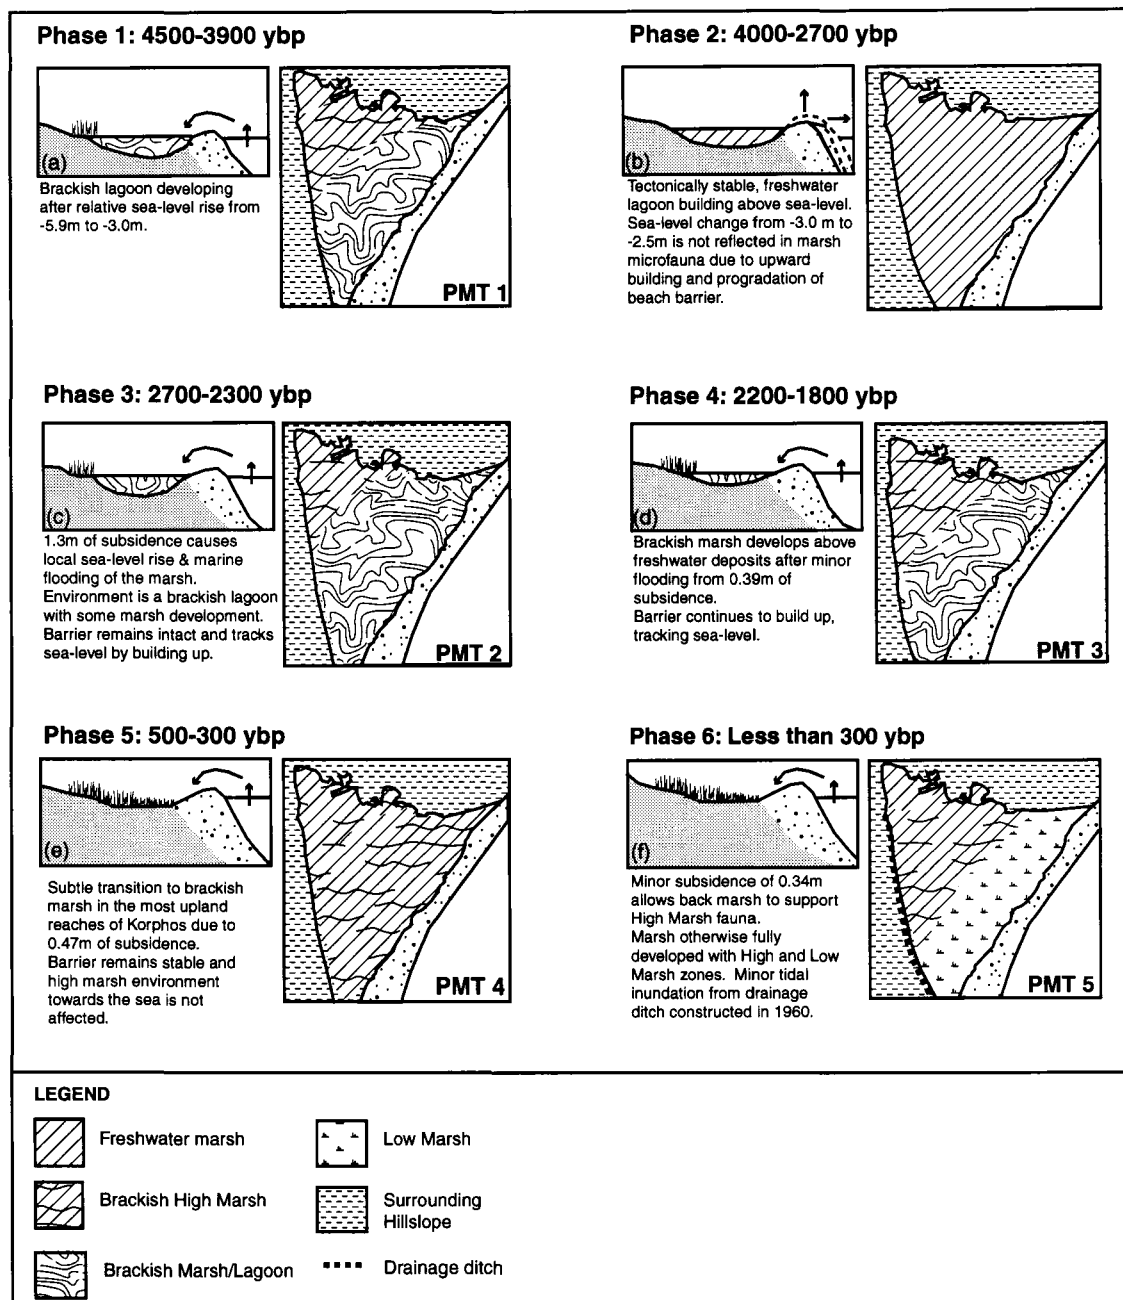 Phase 1: 4500-3900 ybp
(a)
Brackish lagoon developing
after relative sea-level rise from
-5.9m to -3.0m.
PMT 1
Phase 2: 4000-2700 ybp
(b)
Tectonically stable, freshwater
lagoon building above sea-level.
Sea-level change from -3.0 m to
-2.5m is not reflected in marsh
microfauna due to upward
building and progradation of
beach barrier.
Phase 3: 2700-2300 ybp
(c)
1.3m of subsidence causes
local sea-level rise & marine
flooding of the marsh.
Environment is a brackish lagoon
with some marsh development.
Barrier remains intact and tracks
sea-level by building up.
PMT 2
Phase 4: 2200-1800 ybp
(d)
Brackish marsh develops above
freshwater deposits after minor
flooding from 0.39m of
subsidence.
Barrier continues to build up,
tracking sea-level.
PMT 3
Phase 5: 500-300 ybp
(e)
Subtle transition to brackish
marsh in the most upland
reaches of Korphos due to
0.47m of subsidence.
Barrier remains stable and
high marsh environment
towards the sea is not
affected.
PMT 4
Phase 6: Less than 300 ybp
(f)
Minor subsidence of 0.34m
allows back marsh to support
High Marsh fauna.
Marsh otherwise fully
developed with High and Low
Marsh zones. Minor tidal
inundation from drainage
ditch constructed in 1960.
PMT 5
LEGEND
Freshwater marsh
Brackish High Marsh
Brackish Marsh/Lagoon
Low Marsh
Surrounding
Hillslope
Drainage ditch